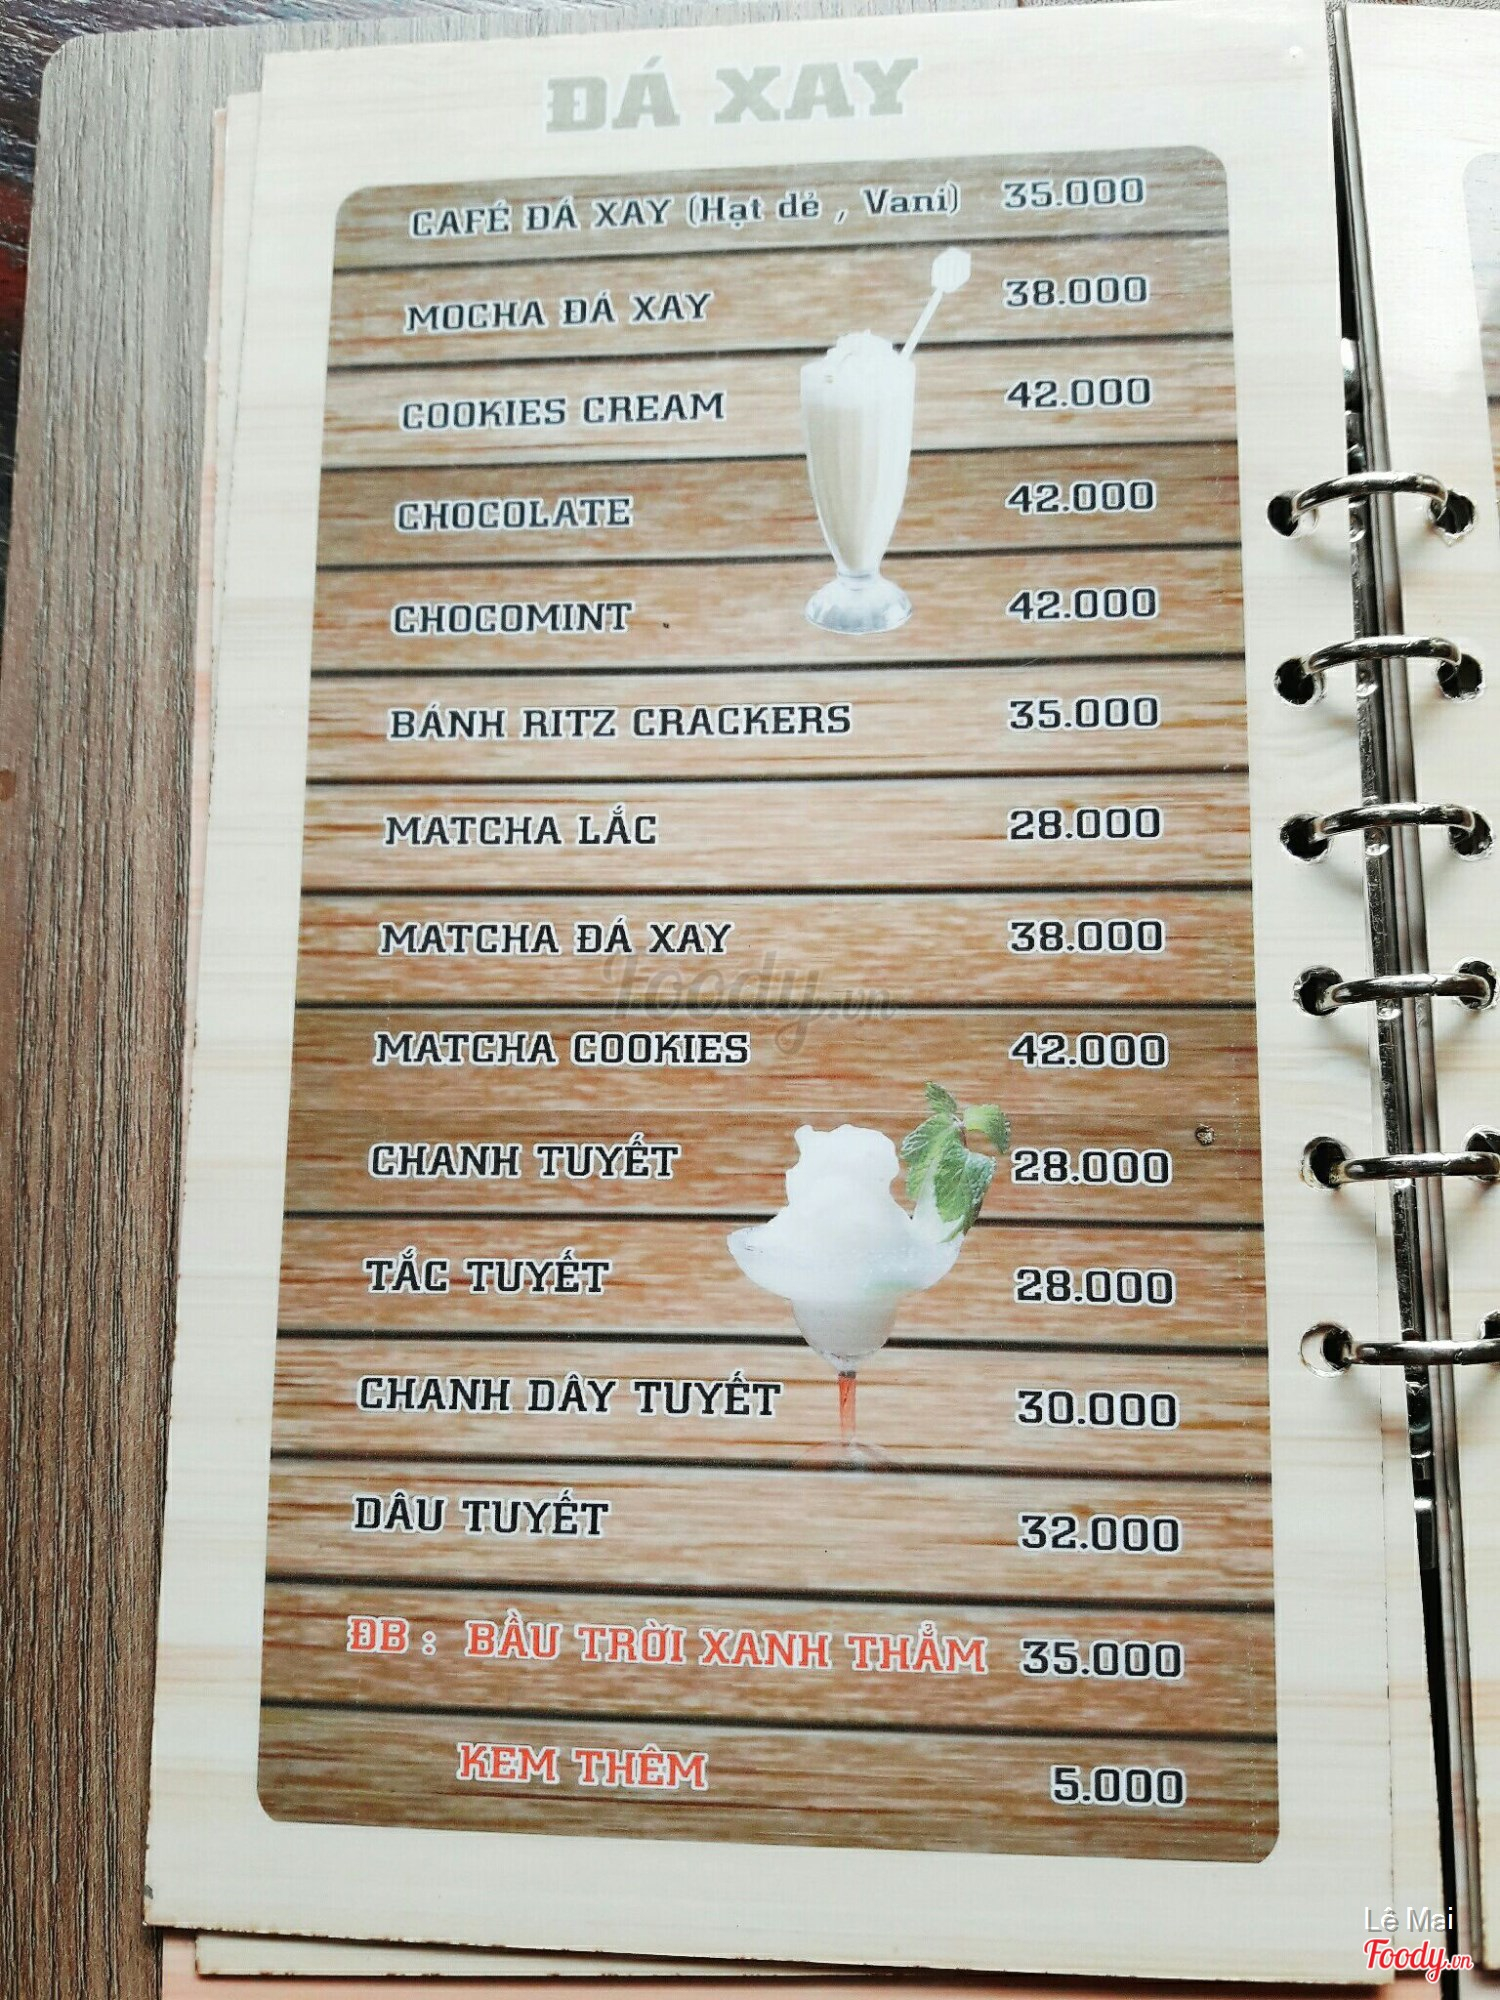 ĐÁ XAY
CAFÉ ĐÁ XAY (Hạt dẻ , Vani) 35.000
MOCHA ĐÁ XAY 38.000
COOKIES CREAM 42.000
CHOCOLATE 42.000
CHOCOMINT 42.000
BÁNH RITZ CRACKERS 35.000
MATCHA LẮC 28.000
MATCHA ĐÁ XAY 38.000
Foody.vn
MATCHA COOKIES 42.000
CHANH TUYẾT 28.000
TẮC TUYẾT 28.000
CHANH DÂY TUYẾT 30.000
DÂU TUYẾT 32.000
ĐB : BẦU TRỜI XANH THẲM 35.000
KEM THÊM 5.000
Lê Mai
Foody.vn